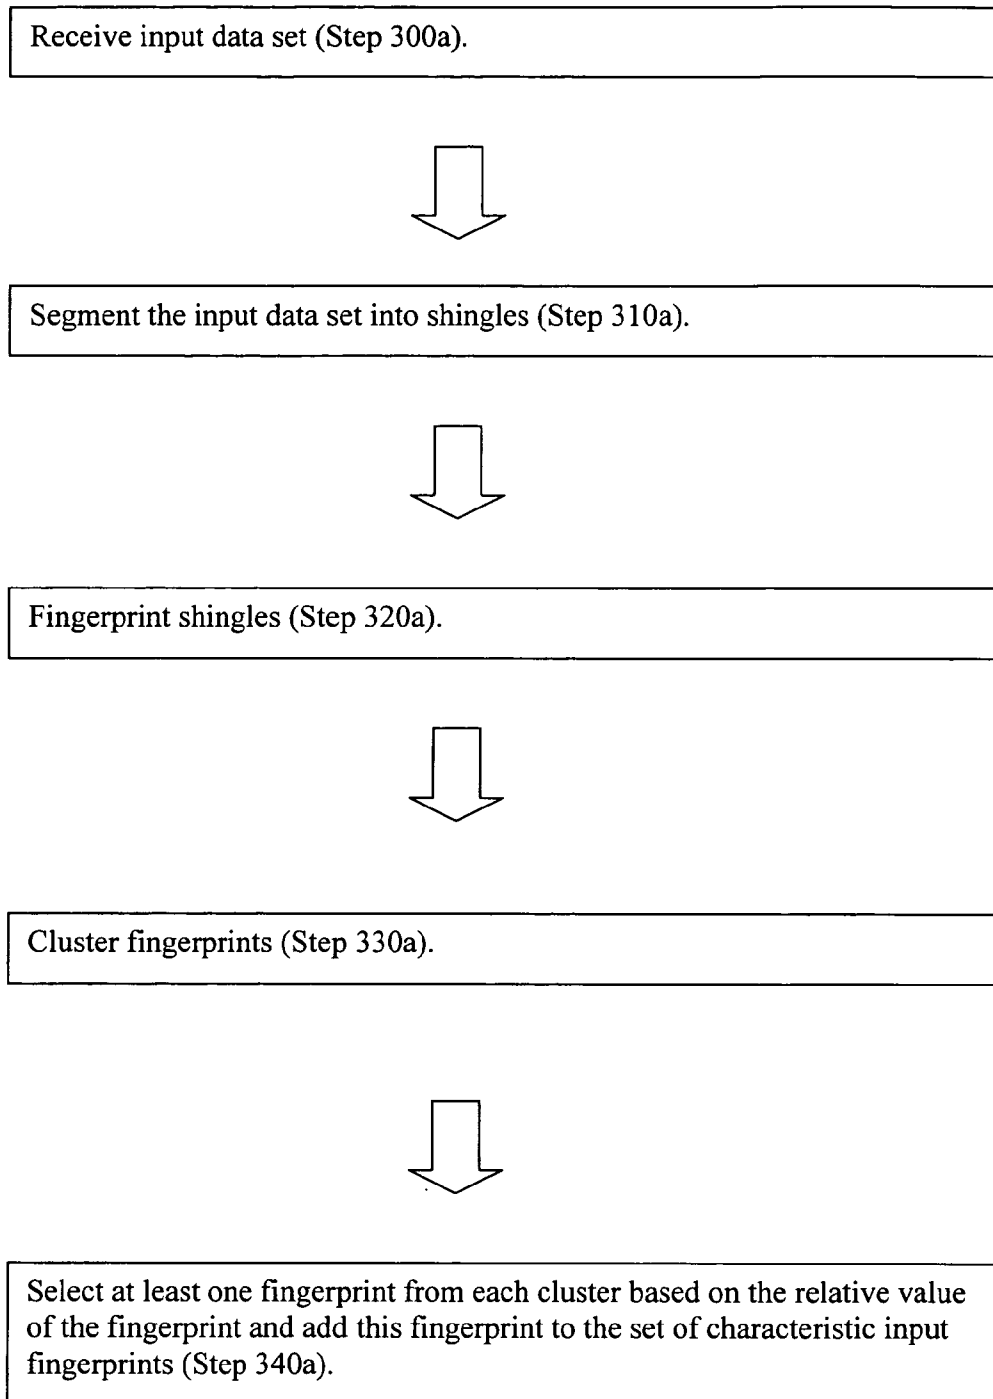 Receive input data set (Step 300a).
Segment the input data set into shingles (Step 310a).
Fingerprint shingles (Step 320a).
Cluster fingerprints (Step 330a).
Select at least one fingerprint from each cluster based on the relative value
of the fingerprint and add this fingerprint to the set of characteristic input
fingerprints (Step 340a).